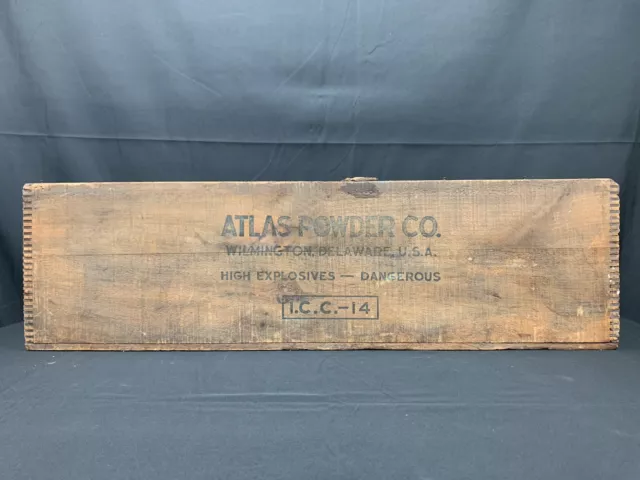 ATLAS POWDER CO.
WILMINGTON, DELAWARE, U.S.A.
HIGH EXPLOSIVES — DANGEROUS
I.C.C.-14